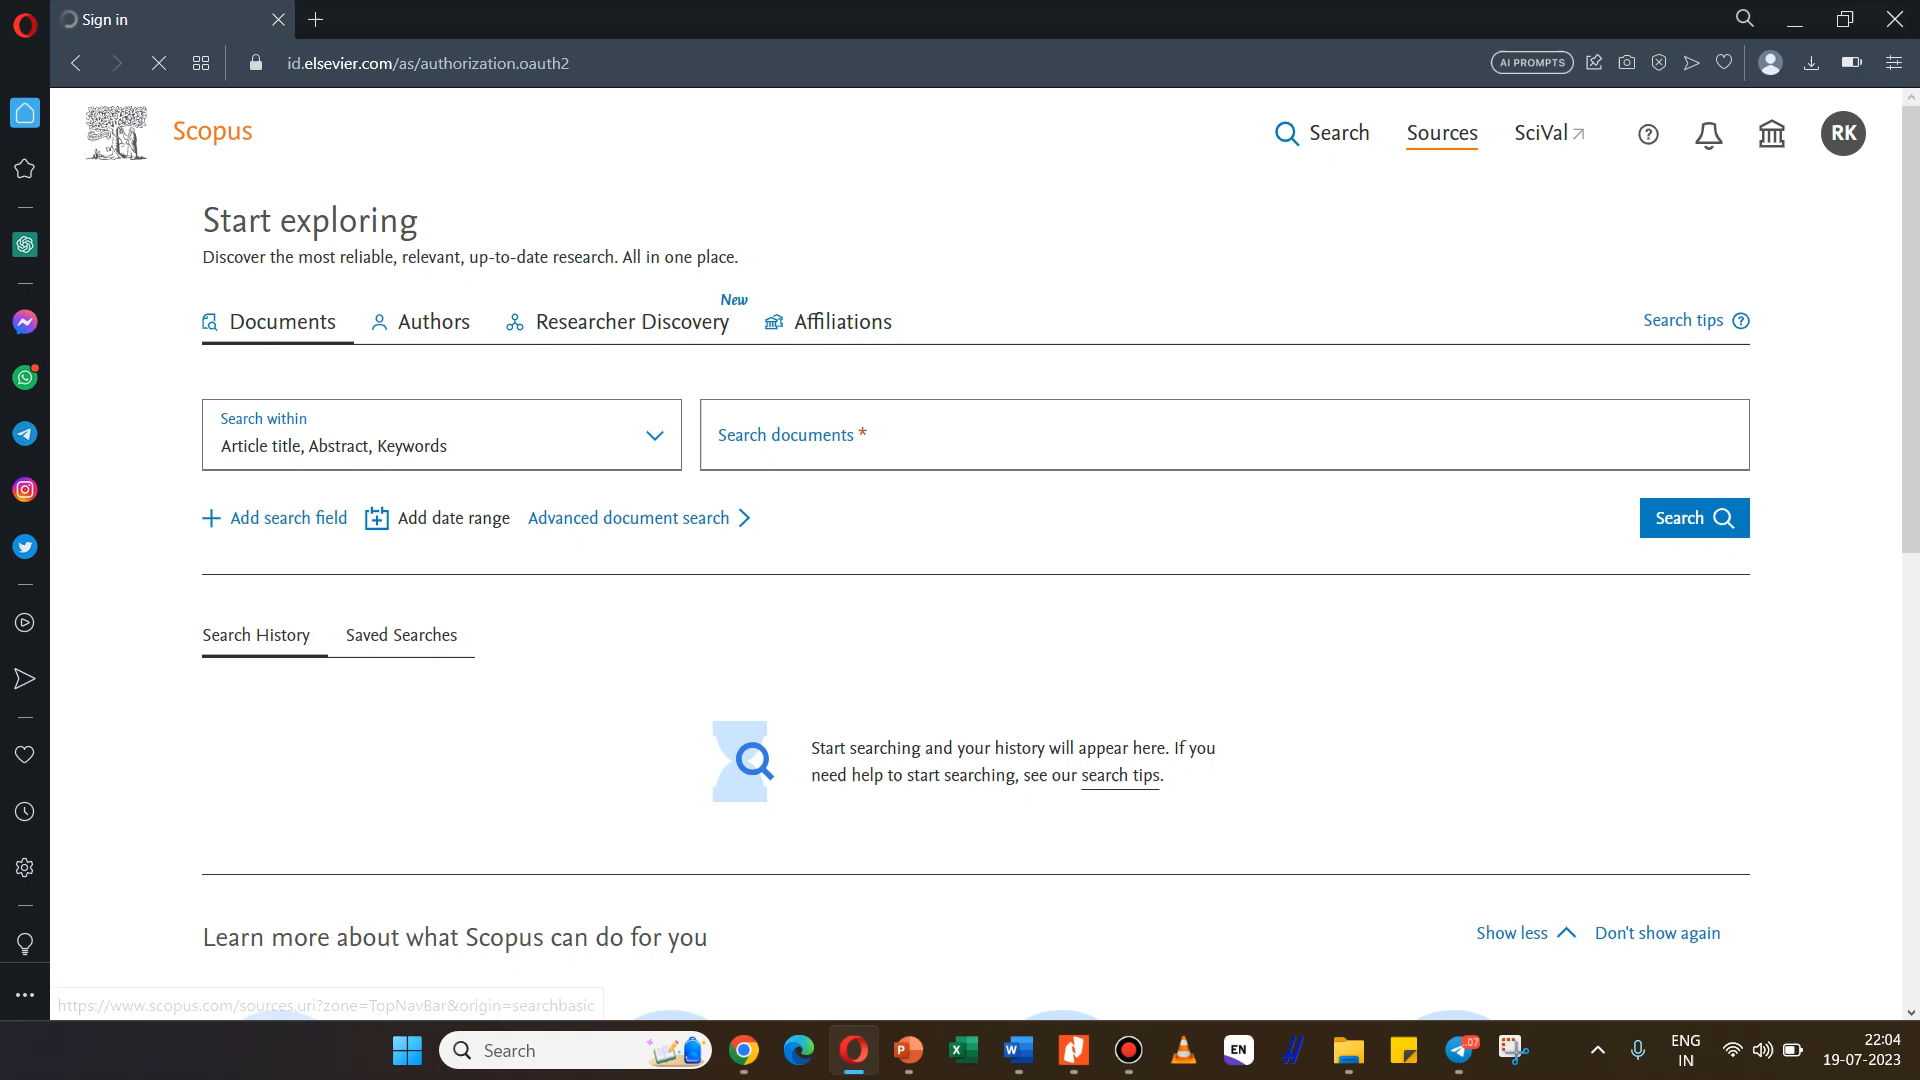 Sign in
id.elsevier.com/as/authorization.oauth2
AI PROMPTS
Scopus
Search
Sources
SciVal
RK
Start exploring
Discover the most reliable, relevant, up-to-date research. All in one place.
New
Documents
Authors
Researcher Discovery
Affiliations
Search tips
Search within
Article title, Abstract, Keywords
Search documents *
Add search field
Add date range
Advanced document search
Search
Search History
Saved Searches
Start searching and your history will appear here. If you
need help to start searching, see our search tips.
Learn more about what Scopus can do for you
Show less
Don't show again
https://www.scopus.com/sources.uri?zone=TopNavBar&origin=searchbasic
Search
EN
.07
ENG
IN
22:04
19-07-2023